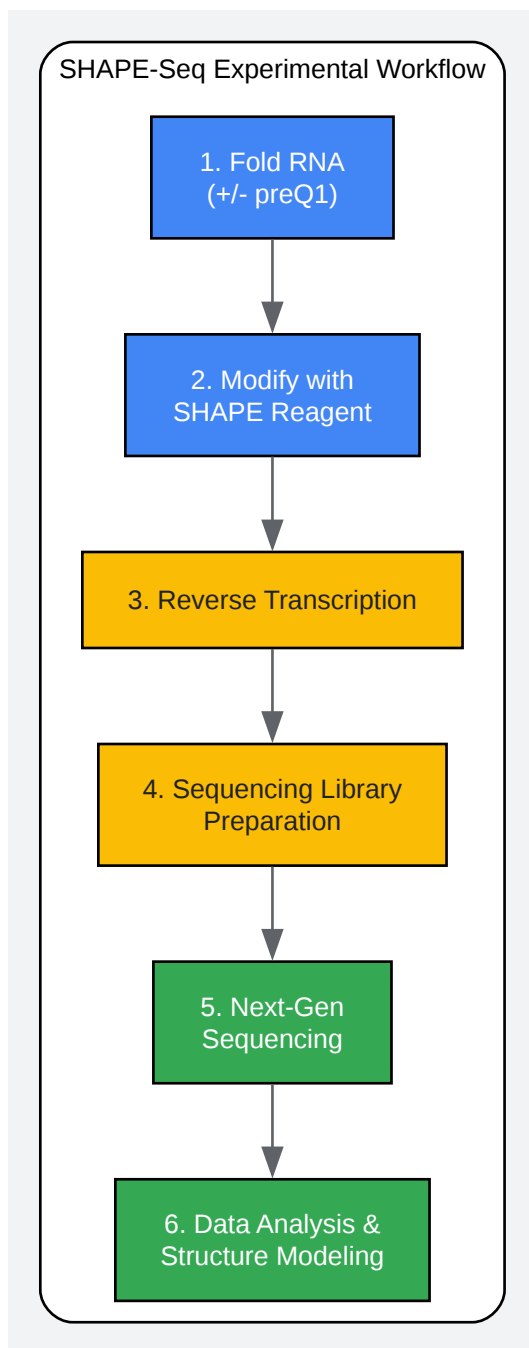 SHAPE-Seq Experimental Workflow
1. Fold RNA
(+/- preQ1)
2. Modify with
SHAPE Reagent
3. Reverse Transcription
4. Sequencing Library
Preparation
5. Next-Gen
Sequencing
6. Data Analysis &
Structure Modeling